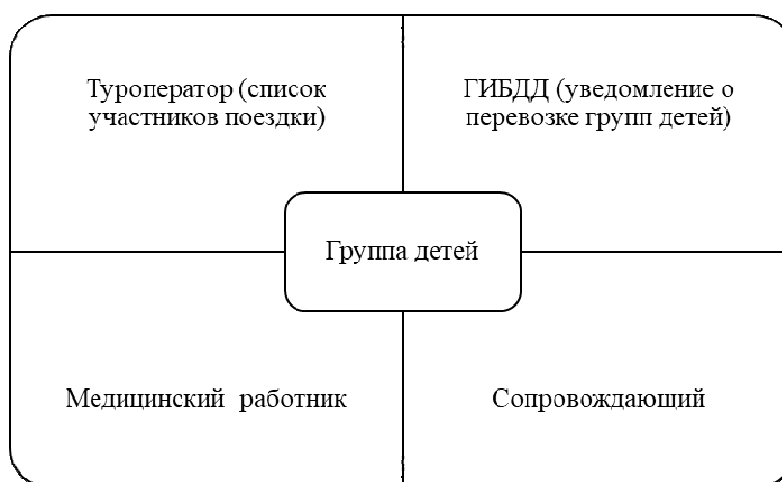 Туроператор (список
участников поездки)
ГИБДД (уведомление о
перевозке групп детей)
Группа детей
Медицинский работник
Сопровождающий